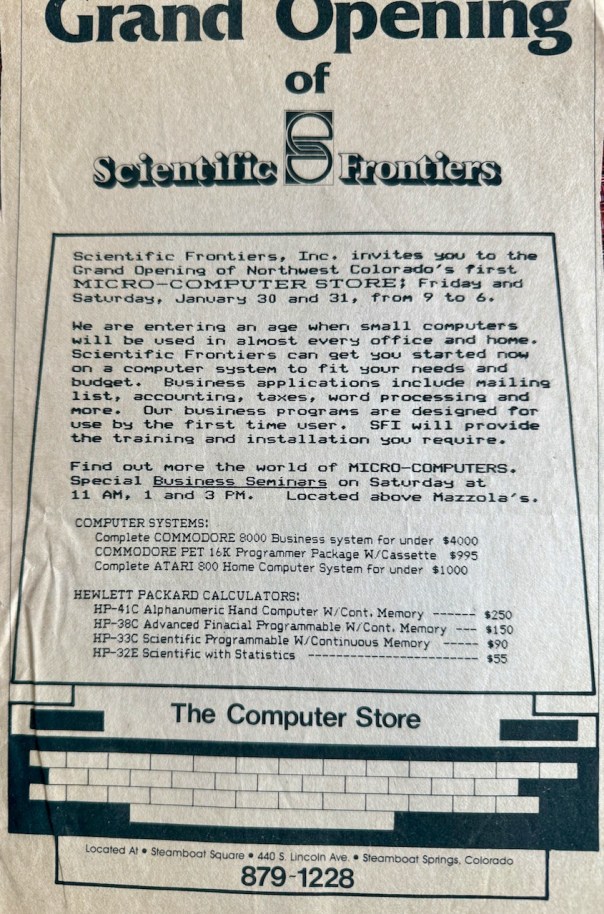 Grand Opening
of
Scientific Frontiers
Scientific Frontiers, Inc. invites you to the
Grand Opening of Northwest Colorado's first
MICRO-COMPUTER STORE; Friday and
Saturday, January 30 and 31, from 9 to 6.
We are entering an age when small computers
will be used in almost every office and home.
Scientific Frontiers can get you started now
on a computer system to fit your needs and
budget. Business applications include mailing
list, accounting, taxes, word processing and
more. Our business programs are designed for
use by the first time user. SFI will provide
the training and installation you require.
Find out more the world of MICRO-COMPUTERS.
Special Business Seminars on Saturday at
11 AM, 1 and 3 PM. Located above Mazzola's.
COMPUTER SYSTEMS:
Complete COMMODORE 8000 Business system for under $4000
COMMODORE PET 16K Programmer Package W/Cassette $995
Complete ATARI 800 Home Computer System for under $1000
HEWLETT PACKARD CALCULATORS:
HP-41C Alphanumeric Hand Computer W/Cont. Memory ------ $250
HP-38C Advanced Finacial Programmable W/Cont. Memory --- $150
HP-33C Scientific Programmable W/Continuous Memory ----- $90
HP-32E Scientific with Statistics ------------------------ $55
The Computer Store
Located At • Steamboat Square • 440 S. Lincoln Ave. • Steamboat Springs, Colorado
879-1228